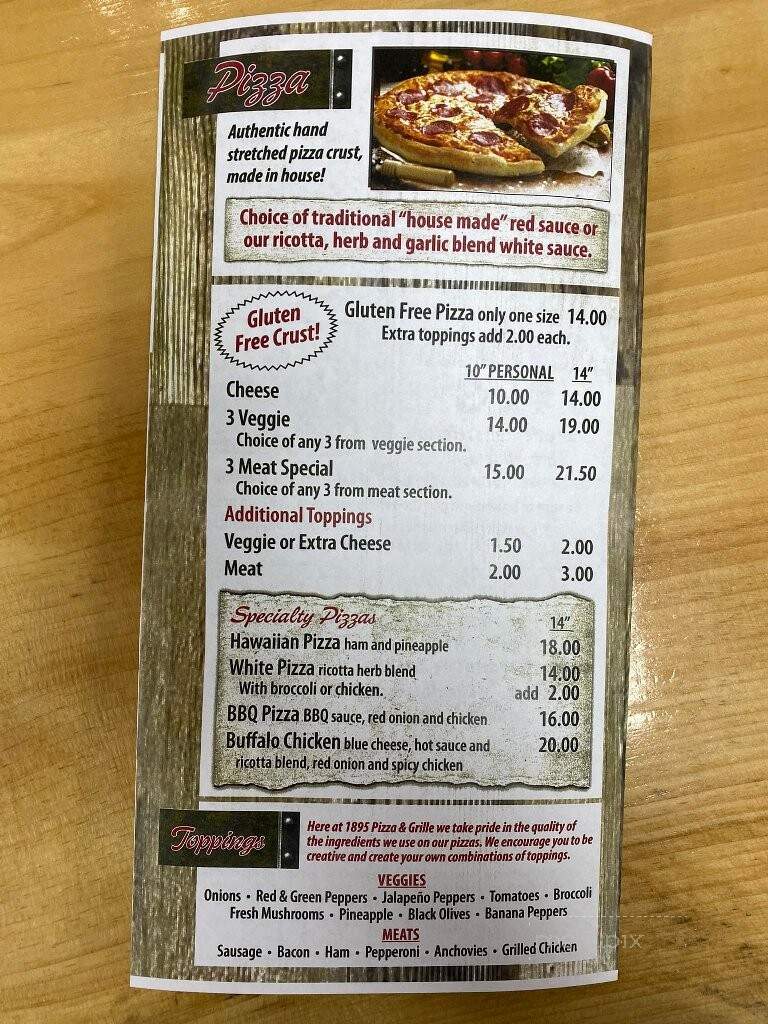 Pizza
Authentic hand
stretched pizza crust,
made in house!
Choice of traditional "house made" red sauce or
our ricotta, herb and garlic blend white sauce.
Gluten
Free Crust!
Gluten Free Pizza only one size 14.00
Extra toppings add 2.00 each.
10" PERSONAL 14"
Cheese 10.00 14.00
3 Veggie 14.00 19.00
Choice of any 3 from veggie section.
3 Meat Special 15.00 21.50
Choice of any 3 from meat section.
Additional Toppings
Veggie or Extra Cheese 1.50 2.00
Meat 2.00 3.00
Specialty Pizzas 14"
Hawaiian Pizza ham and pineapple 18.00
White Pizza ricotta herb blend 14.00
With broccoli or chicken. add 2.00
BBQ Pizza BBQ sauce, red onion and chicken 16.00
Buffalo Chicken blue cheese, hot sauce and 20.00
ricotta blend, red onion and spicy chicken
Toppings
Here at 1895 Pizza & Grille we take pride in the quality of
the ingredients we use on our pizzas. We encourage you to be
creative and create your own combinations of toppings.
VEGGIES
Onions • Red & Green Peppers • Jalapeño Peppers • Tomatoes • Broccoli
Fresh Mushrooms • Pineapple • Black Olives • Banana Peppers
MEATS
Sausage • Bacon • Ham • Pepperoni • Anchovies • Grilled Chicken